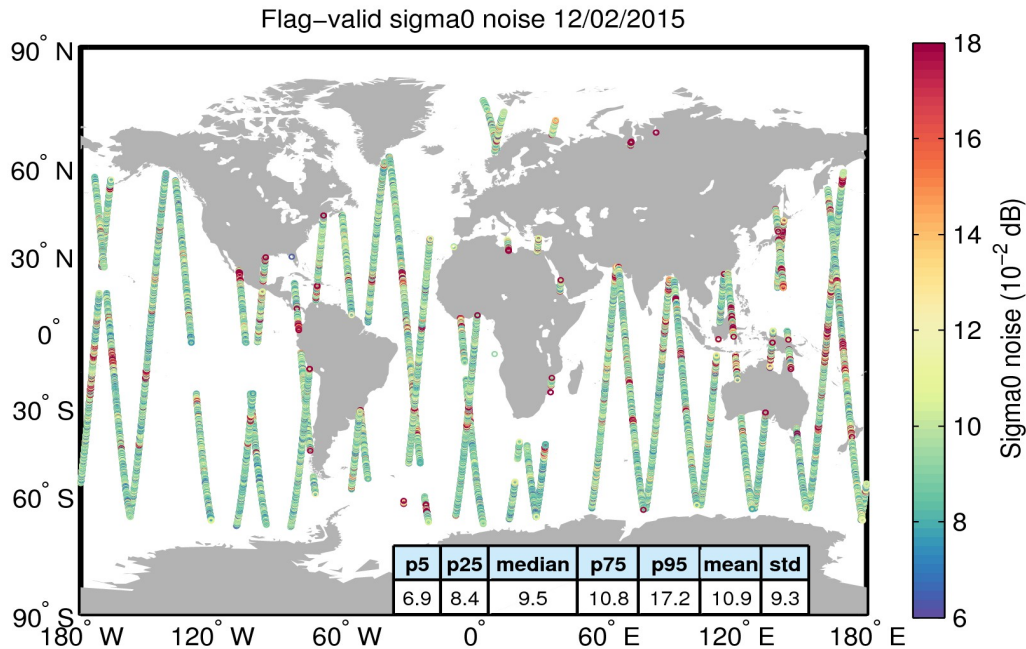 Flag−valid sigma0 noise 12/02/2015
90° N
60° N
30° N
0°
30° S
60° S
90° S
180° W
120° W
60° W
0°
60° E
120° E
180° E
p5 p25 median p75 p95 mean std
6.9 8.4 9.5 10.8 17.2 10.9 9.3
18
16
14
12
10
8
6
Sigma0 noise (10⁻² dB)